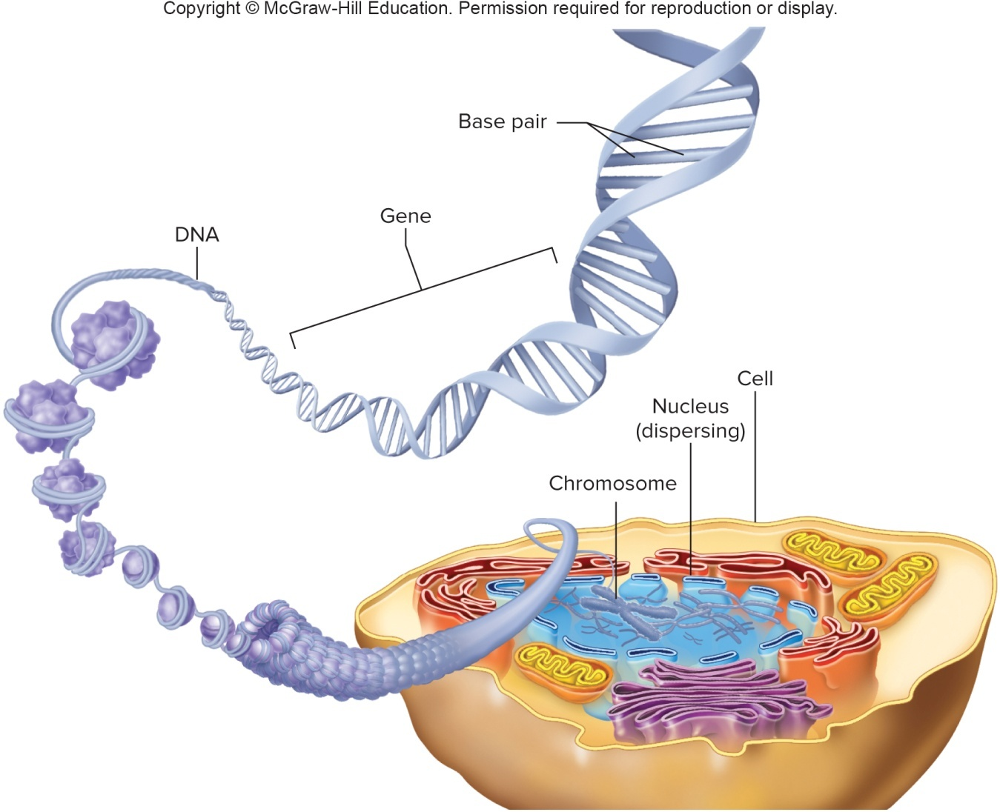 Copyright © McGraw-Hill Education. Permission required for reproduction or display.
Base pair
Gene
DNA
Cell
Nucleus
(dispersing)
Chromosome